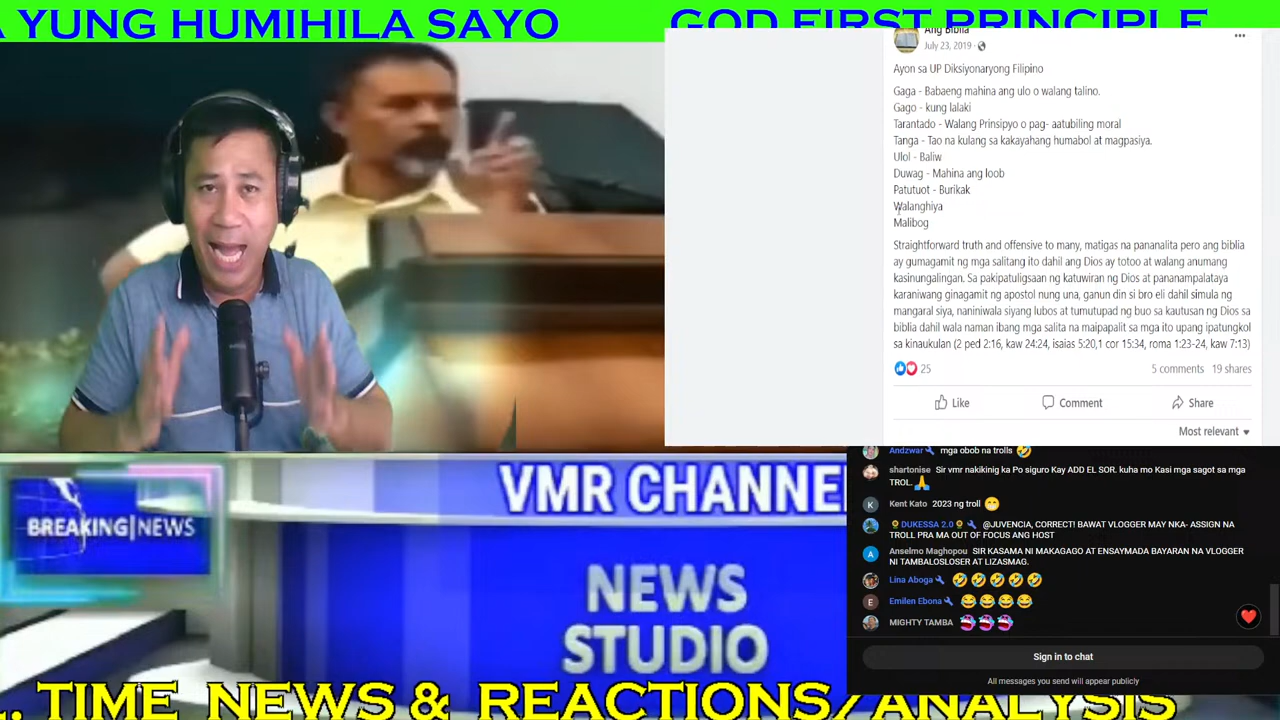 YUNG HUMIHILA SAYO
GOD FIRST PRINCIPLE
Ang Biblia
July 23, 2019
Ayon sa UP Diksiyonaryong Filipino
Gaga - Babaeng mahina ang ulo o walang talino.
Gago - kung lalaki
Tarantado - Walang Prinsipyo o pag- aatubiling moral
Tanga - Tao na kulang sa kakayahang humabol at magpasiya.
Ulol - Baliw
Duwag - Mahina ang loob
Patutuot - Burikak
Walanghiya
Malibog
Straightforward truth and offensive to many, matigas na pananalita pero ang biblia
ay gumagamit ng mga salitang ito dahil ang Dios ay totoo at walang anumang
kasinungalingan. Sa pakipatuligsaan ng katuwiran ng Dios at pananampalataya
karaniwang ginagamit ng apostol nung una, ganun din si bro eli dahil simula ng
mangaral siya, naniniwala siyang lubos at tumutupad ng buo sa kautusan ng Dios sa
biblia dahil wala naman ibang mga salita na maipapalit sa mga ito upang ipatungkol
sa kinaukulan (2 ped 2:16, kaw 24:24, isaias 5:20,1 cor 15:34, roma 1:23-24, kaw 7:13)
25
5 comments 19 shares
Like Comment Share
Most relevant
Andzwar mga obob na trolls
shartonise Sir vmr nakikinig ka Po siguro Kay ADD EL SOR. kuha mo Kasi mga sagot sa mga
TROL.
K Kent Kato 2023 ng troll
DUKESSA 2.0 @JUVENCIA, CORRECT! BAWAT VLOGGER MAY NKA- ASSIGN NA
TROLL PRA MA OUT OF FOCUS ANG HOST
A Anselmo Maghopou SIR KASAMA NI MAKAGAGO AT ENSAYMADA BAYARAN NA VLOGGER
NI TAMBALOSLOSER AT LIZASMAG.
Lina Aboga
E Emilen Ebona
MIGHTY TAMBA
Sign in to chat
All messages you send will appear publicly
BREAKING|NEWS
VMR CHANNE
NEWS
STUDIO
TIME NEWS & REACTIONS/ANALYSIS